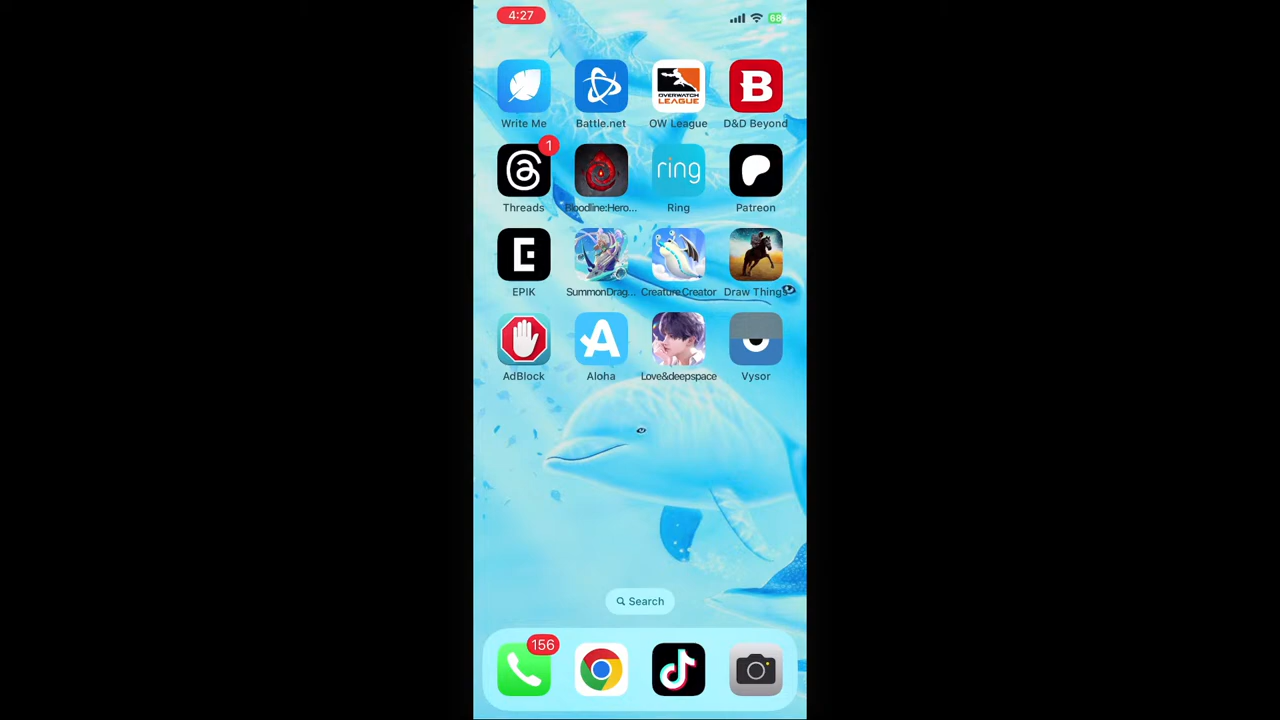 4:27
68
OVERWATCH
LEAGUE
B
Write Me
Battle.net
OW League
D&D Beyond
1
ring
Threads
Bloodline:Hero...
Ring
Patreon
E
EPIK
SummonDrag...
Creature Creator
Draw Things
A
AdBlock
Aloha
Love&deepspace
Vysor
Search
156